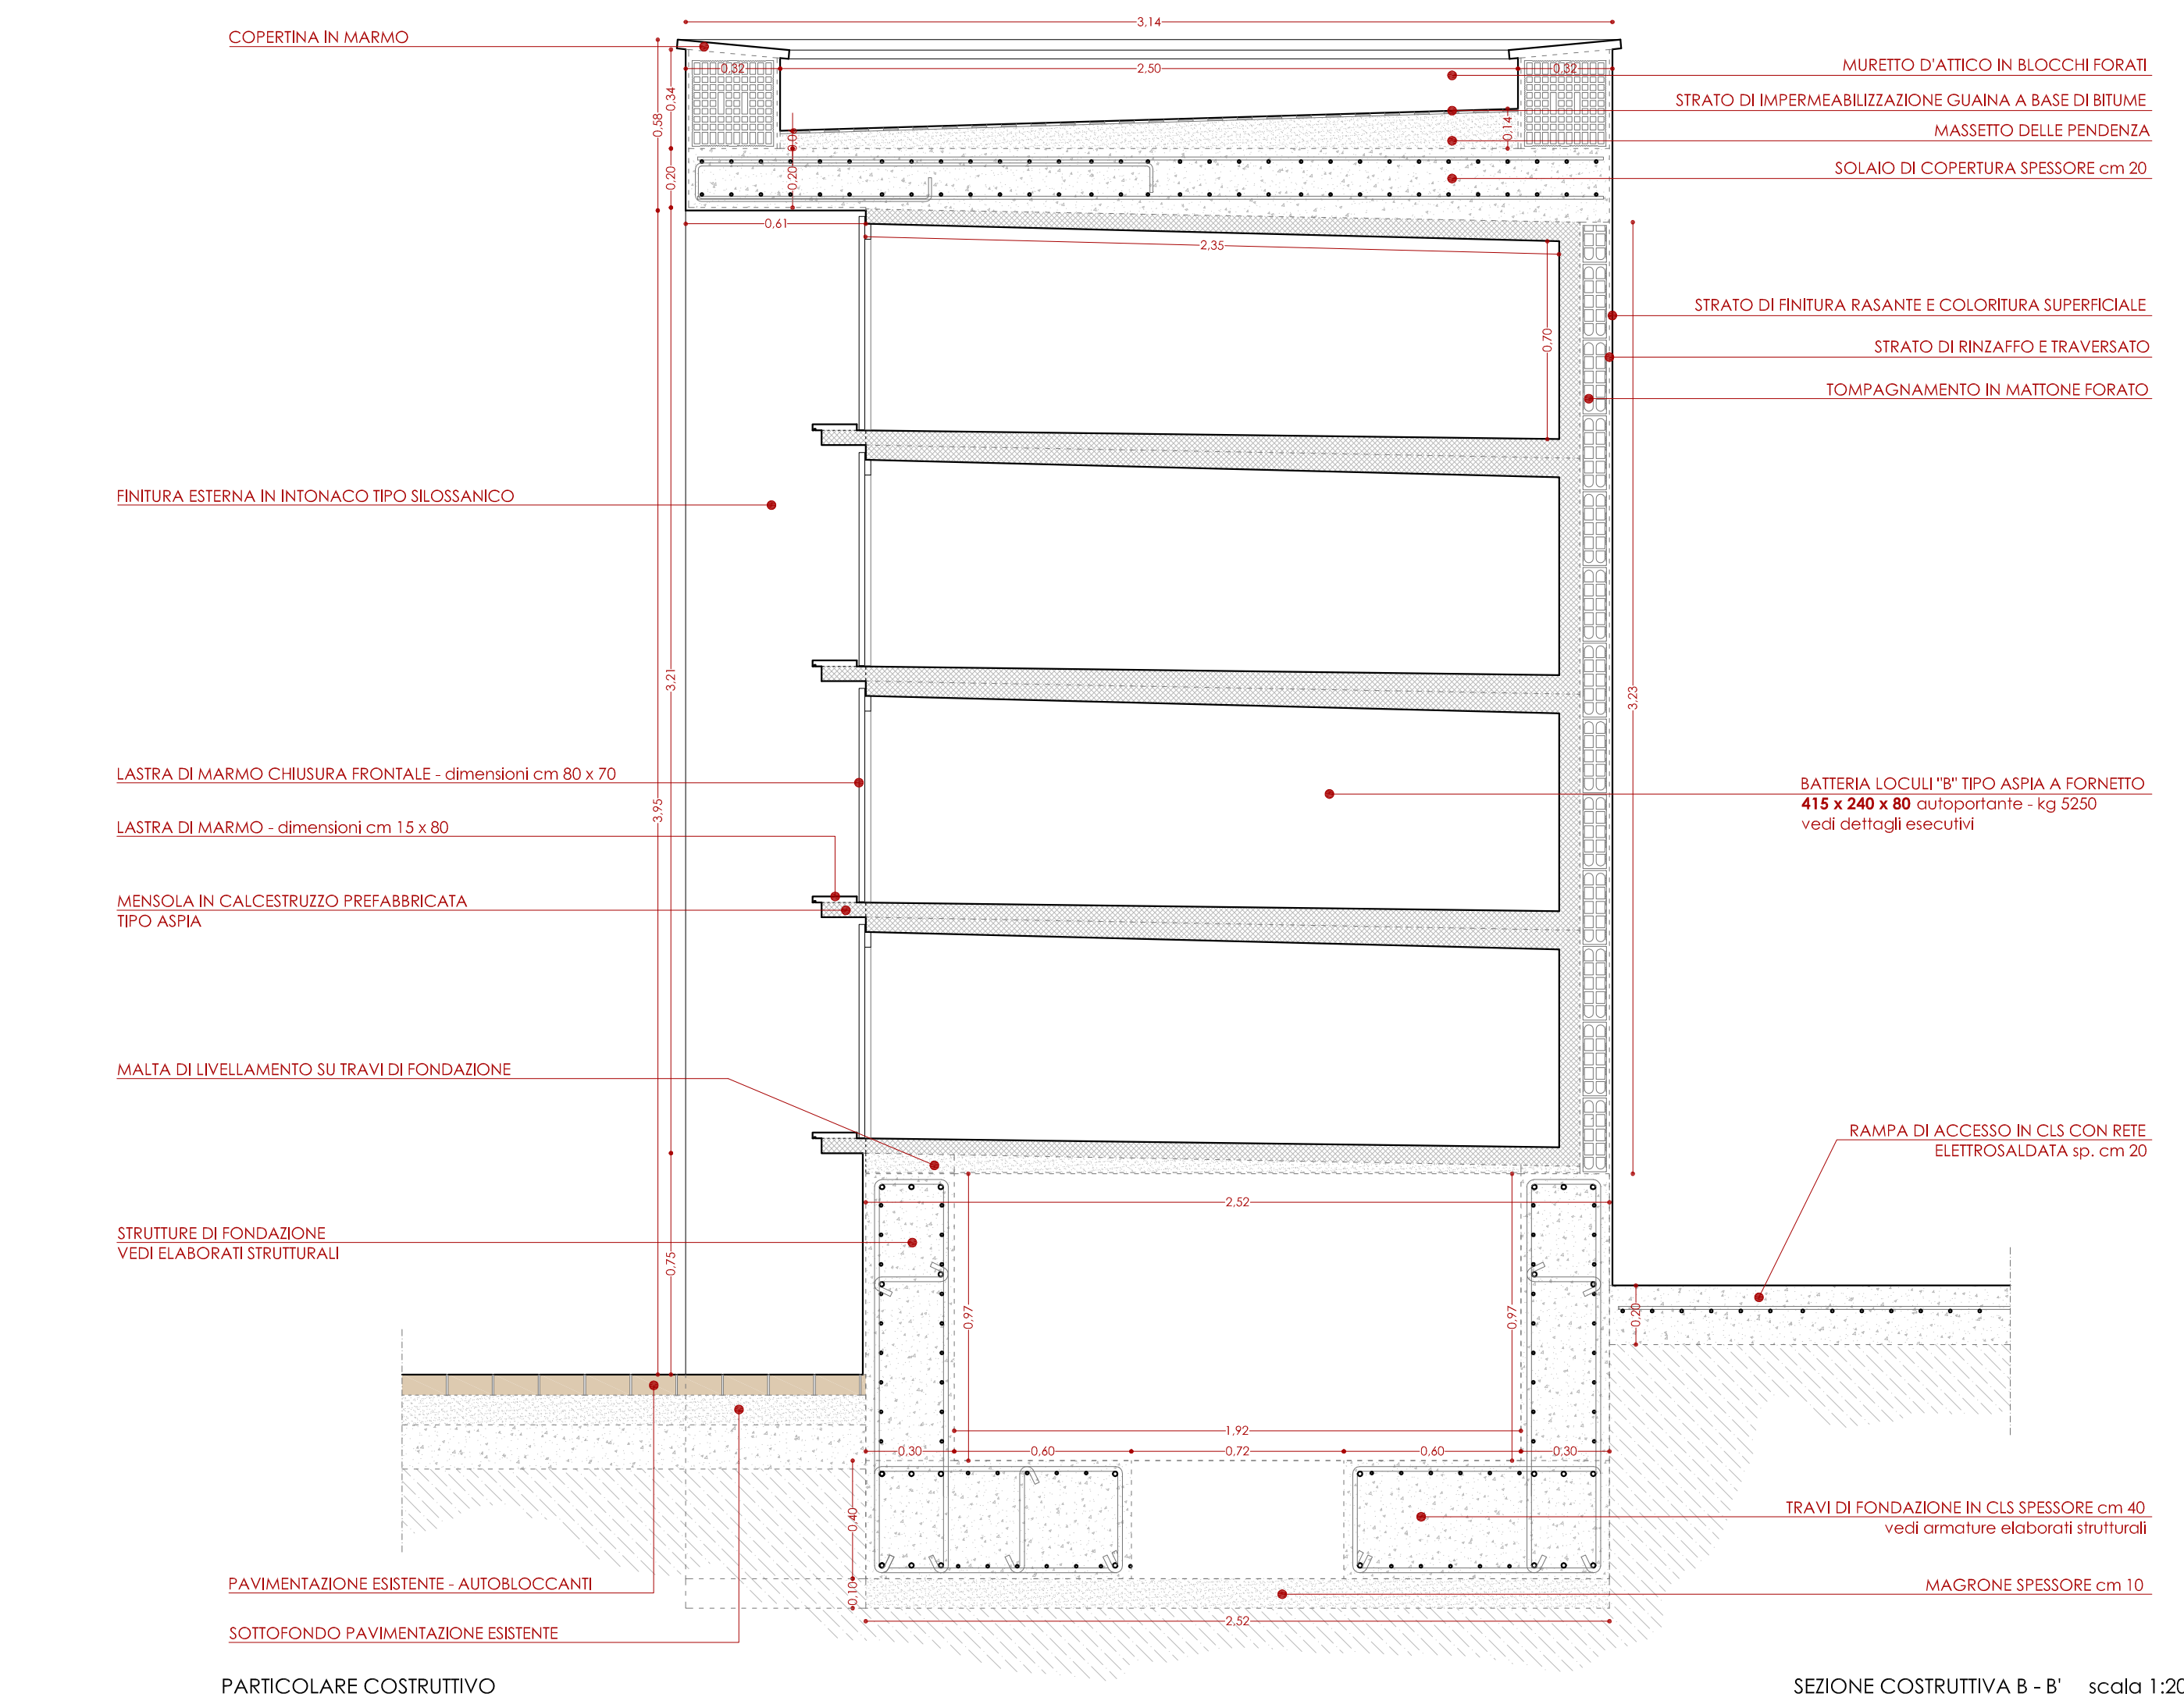 3,14
COPERTINA IN MARMO
MURETTO D'ATTICO IN BLOCCHI FORATI
0,32
2,50
0,32
STRATO DI IMPERMEABILIZZAZIONE GUAINA A BASE DI BITUME
0,34
0,58
0,14
MASSETTO DELLE PENDENZA
SOLAIO DI COPERTURA SPESSORE cm 20
0,20
0,20
0,61
2,35
STRATO DI FINITURA RASANTE E COLORITURA SUPERFICIALE
0,70
STRATO DI RINZAFFO E TRAVERSATO
TOMPAGNAMENTO IN MATTONE FORATO
FINITURA ESTERNA IN INTONACO TIPO SILOSSANICO
3,21
3,23
LASTRA DI MARMO CHIUSURA FRONTALE - dimensioni cm 80 x 70
BATTERIA LOCULI "B" TIPO ASPIA A FORNETTO
415 x 240 x 80 autoportante - kg 5250
vedi dettagli esecutivi
3,95
LASTRA DI MARMO - dimensioni cm 15 x 80
MENSOLA IN CALCESTRUZZO PREFABBRICATA
TIPO ASPIA
MALTA DI LIVELLAMENTO SU TRAVI DI FONDAZIONE
RAMPA DI ACCESSO IN CLS CON RETE
ELETTROSALDATA sp. cm 20
2,52
STRUTTURE DI FONDAZIONE
VEDI ELABORATI STRUTTURALI
0,75
0,97
0,97
0,20
1,92
0,30
0,60
0,72
0,60
0,30
0,40
TRAVI DI FONDAZIONE IN CLS SPESSORE cm 40
vedi armature elaborati strutturali
PAVIMENTAZIONE ESISTENTE - AUTOBLOCCANTI
0,10
MAGRONE SPESSORE cm 10
2,52
SOTTOFONDO PAVIMENTAZIONE ESISTENTE
PARTICOLARE COSTRUTTIVO
SEZIONE COSTRUTTIVA B - B' scala 1:20